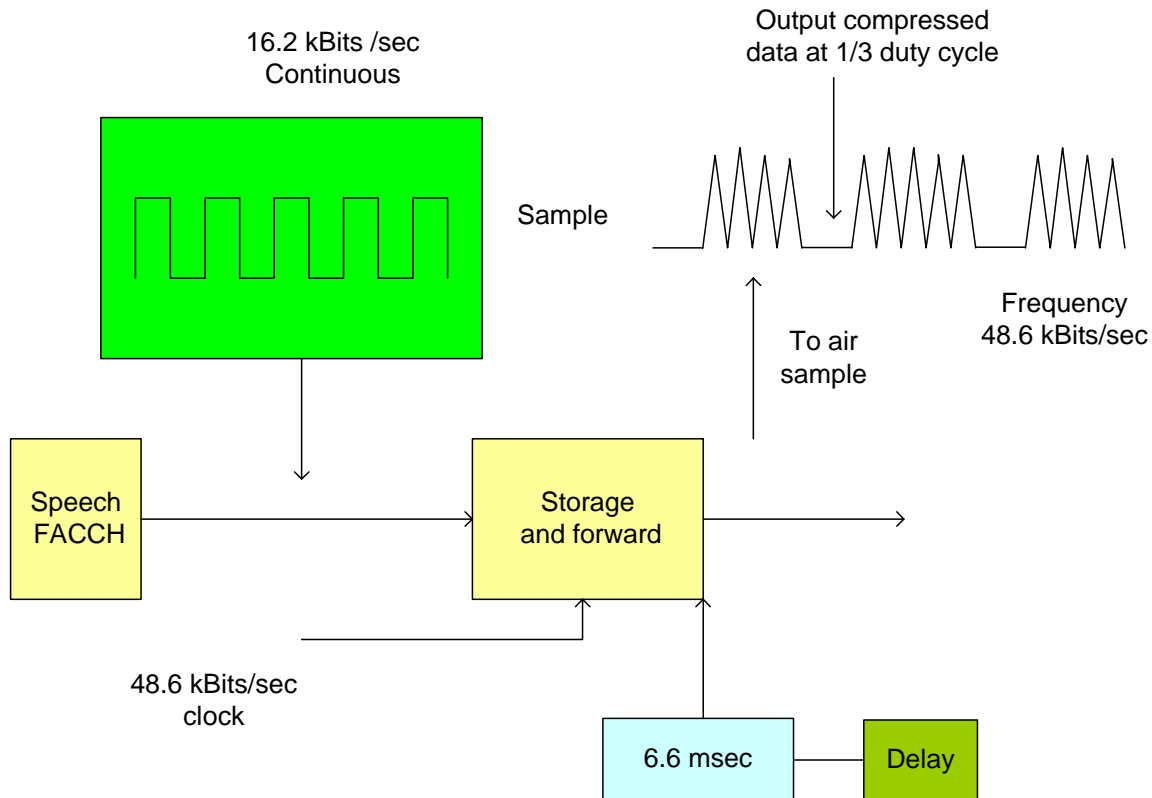 16.2 kBits /sec
Continuous
Output compressed
data at 1/3 duty cycle
Sample
Frequency
48.6 kBits/sec
To air
sample
Speech
FACCH
Storage
and forward
48.6 kBits/sec
clock
6.6 msec
Delay